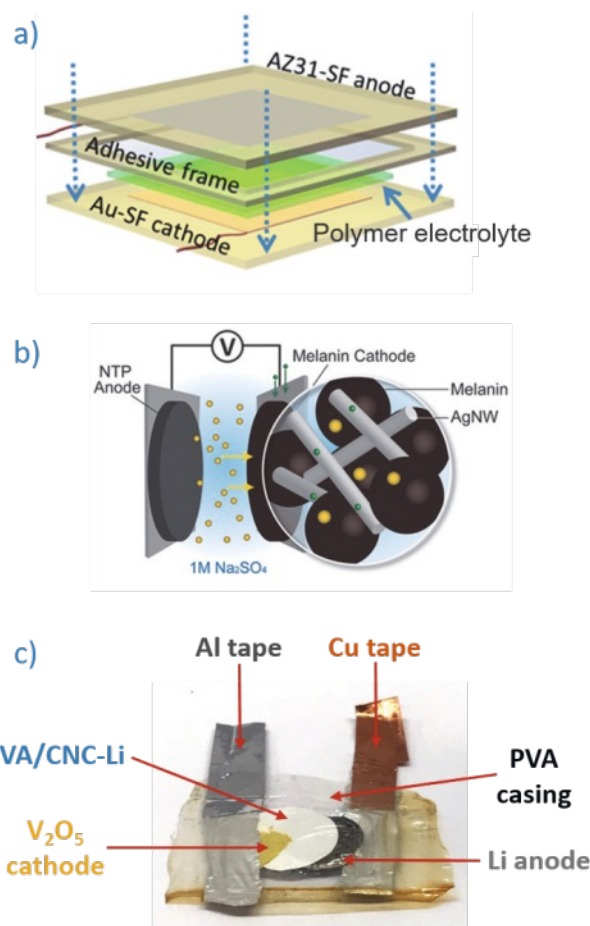 a)
AZ31-SF anode
Adhesive frame
Au-SF cathode
Polymer electrolyte
b)
V
NTP
Anode
Melanin Cathode
Melanin
AgNW
1M Na₂SO₄
c)
Al tape
Cu tape
VA/CNC-Li
PVA
casing
V₂O₅
cathode
Li anode